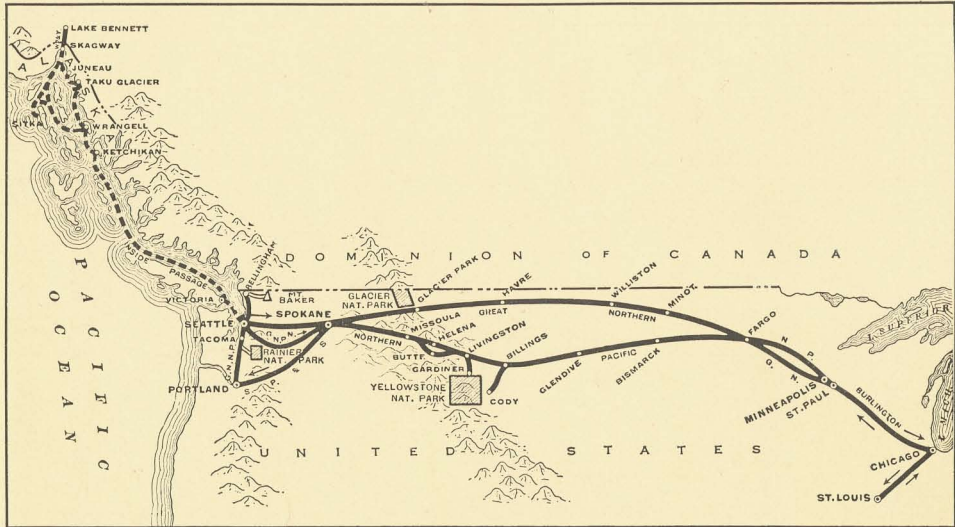 LAKE BENNETT
SKAGWAY
ALASKA
JUNEAU
TAKU GLACIER
SITKA
WRANGELL
KETCHIKAN
DOMINION OF CANADA
INSIDE PASSAGE
PACIFIC
OCEAN
BELLINGHAM
MT.
BAKER
VICTORIA
SEATTLE
SPOKANE
TACOMA
G.N.
N.P.
RAINIER
NAT. PARK
G.N. N.P.
PORTLAND
S. P. & S.
GLACIER
NAT. PARK
GLACIER PARK
GREAT NORTHERN
HAVRE
WILLISTON
MINOT
NORTHERN PACIFIC
MISSOULA
HELENA
BUTTE
LIVINGSTON
GARDINER
YELLOWSTONE
NAT. PARK
BILLINGS
CODY
GLENDIVE
BISMARCK
FARGO
N. P.
G. N.
MINNEAPOLIS
ST. PAUL
L. SUPERIOR
L. MICH.
BURLINGTON
CHICAGO
ST. LOUIS
UNITED STATES